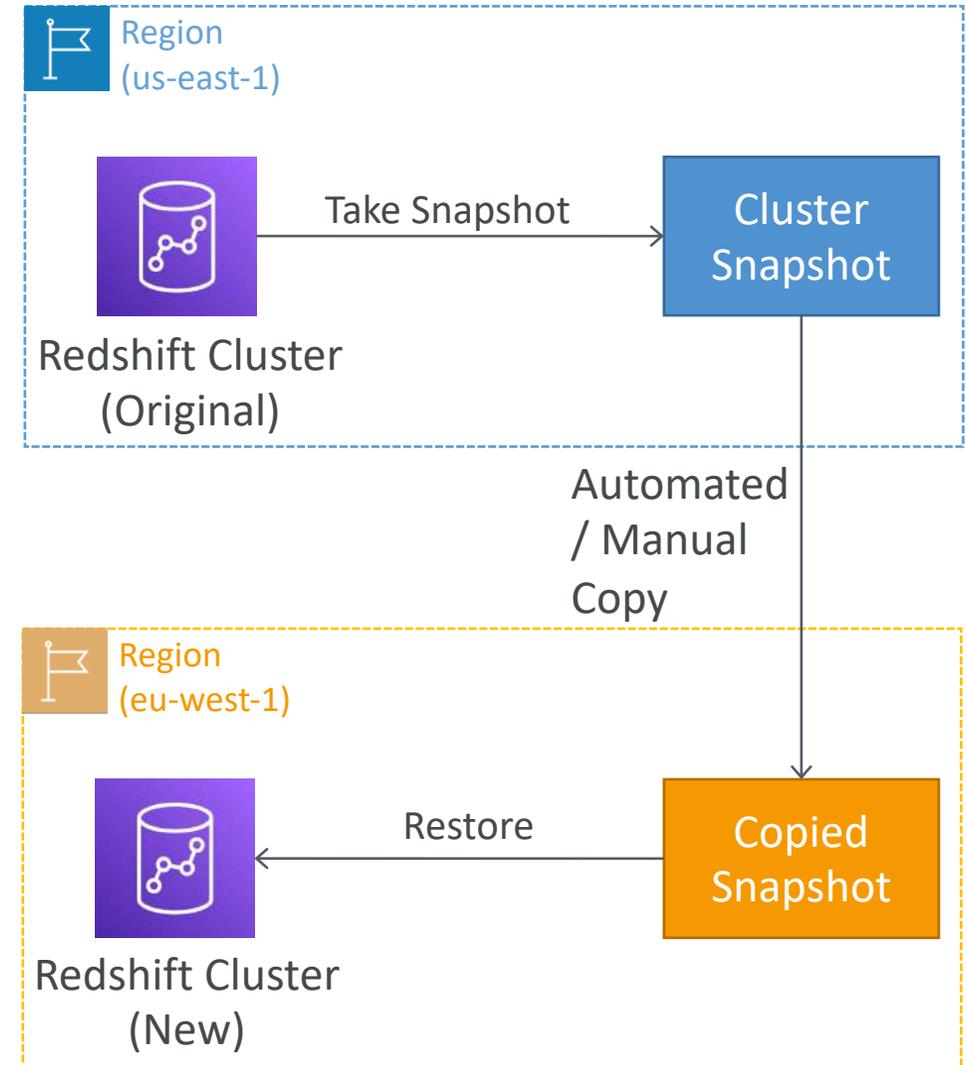 Region
(us-east-1)
Take Snapshot
Cluster
Snapshot
Redshift Cluster
(Original)
Automated
/ Manual
Copy
Region
(eu-west-1)
Restore
Copied
Snapshot
Redshift Cluster
(New)